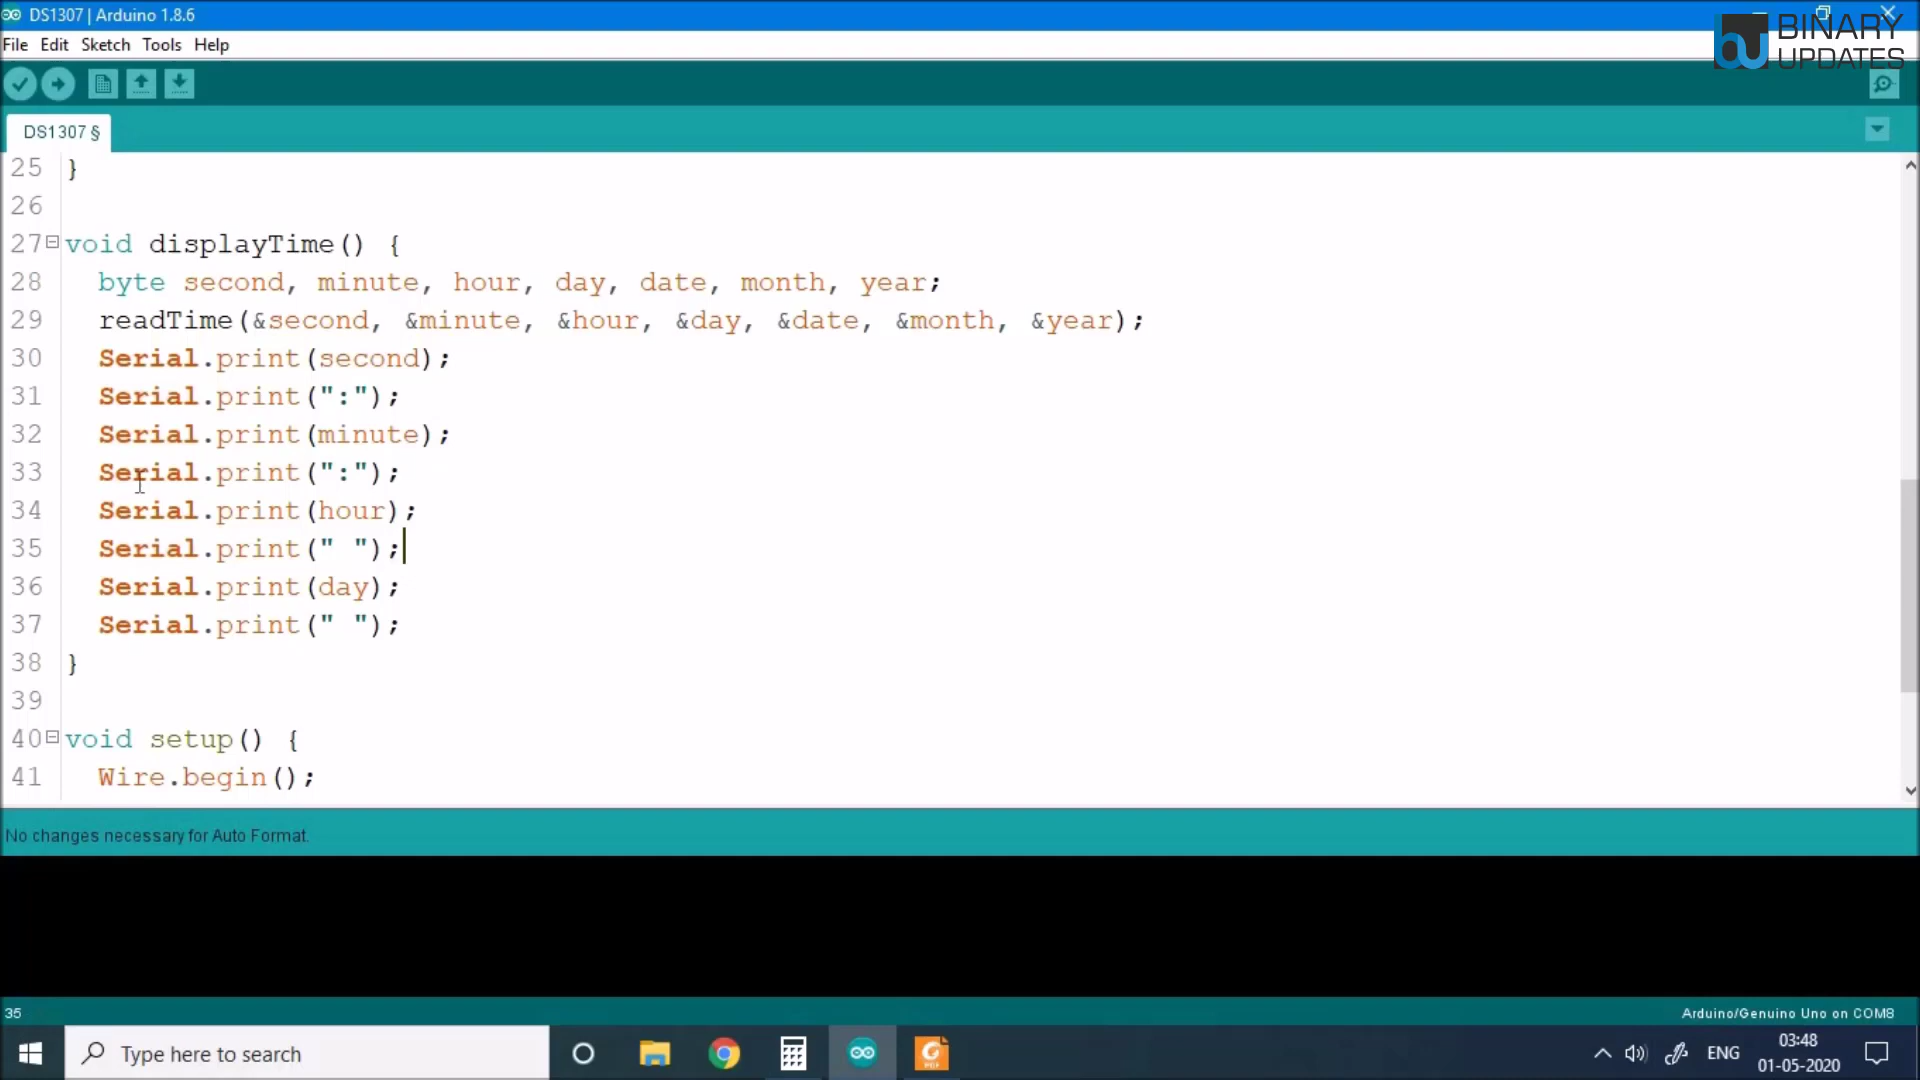 DS1307 | Arduino 1.8.6
BINARY
UPDATES
File Edit Sketch Tools Help
DS1307 §
25 }
26
27 void displayTime() {
28 byte second, minute, hour, day, date, month, year;
29 readTime(&second, &minute, &hour, &day, &date, &month, &year);
30 Serial.print(second);
31 Serial.print(":");
32 Serial.print(minute);
33 Serial.print(":");
34 Serial.print(hour);
35 Serial.print(" ");
36 Serial.print(day);
37 Serial.print(" ");
38 }
39
40 void setup() {
41 Wire.begin();
No changes necessary for Auto Format.
35
Arduino/Genuino Uno on COM8
Type here to search
PDF
ENG
03:48
01-05-2020